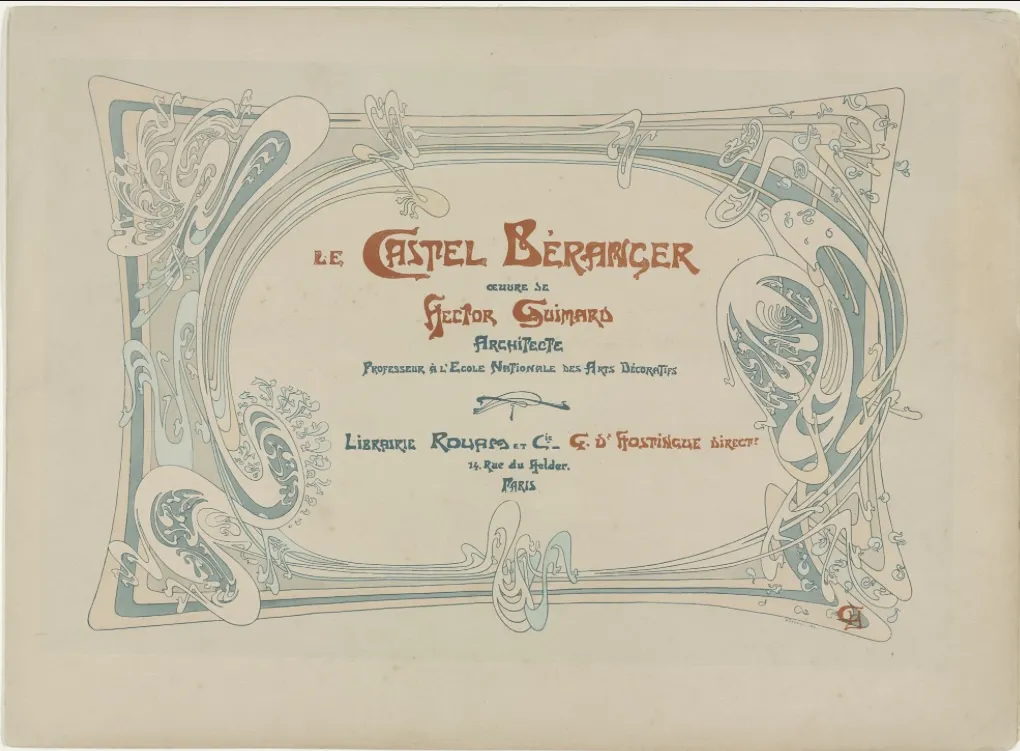 LE CASTEL BÉRANGER
ŒUVRE DE
HECTOR GUIMARD
ARCHITECTE
PROFESSEUR À L'ECOLE NATIONALE DES ARTS DÉCORATIFS
LIBRAIRIE ROUAM ET Cie_ G. D'HOSTINGUE DIRECTr
14. Rue du Helder.
PARIS